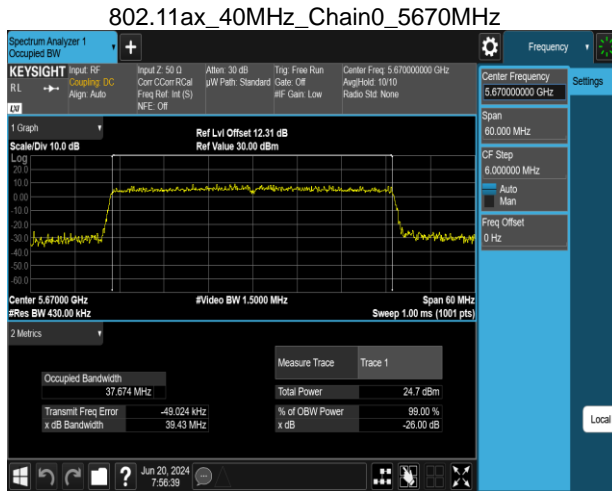 802.11ax_40MHz_Chain0_5670MHz
Spectrum Analyzer 1
Occupied BW
Frequency
KEYSIGHT
RL
LXI
Input: RF
Coupling: DC
Align: Auto
Input Z: 50 Ω
Corr CCorr RCal
Freq Ref: Int (S)
NFE: Off
Atten: 30 dB
µW Path: Standard
Trig: Free Run
Gate: Off
#IF Gain: Low
Center Freq: 5.670000000 GHz
Avg|Hold: 10/10
Radio Std: None
Center Frequency
5.670000000 GHz
Settings
Span
60.000 MHz
CF Step
6.000000 MHz
Auto
Man
Freq Offset
0 Hz
Local
1 Graph
Scale/Div 10.0 dB
Ref Lvl Offset 12.31 dB
Ref Value 30.00 dBm
Log
20.0
10.0
0.00
-10.0
-20.0
-30.0
-40.0
-50.0
-60.0
Center 5.67000 GHz
#Res BW 430.00 kHz
#Video BW 1.5000 MHz
Span 60 MHz
Sweep 1.00 ms (1001 pts)
2 Metrics
Measure Trace Trace 1
Occupied Bandwidth
37.674 MHz
Total Power 24.7 dBm
Transmit Freq Error -49.024 kHz
% of OBW Power 99.00 %
x dB Bandwidth 39.43 MHz
x dB -26.00 dB
?
Jun 20, 2024
7:56:39